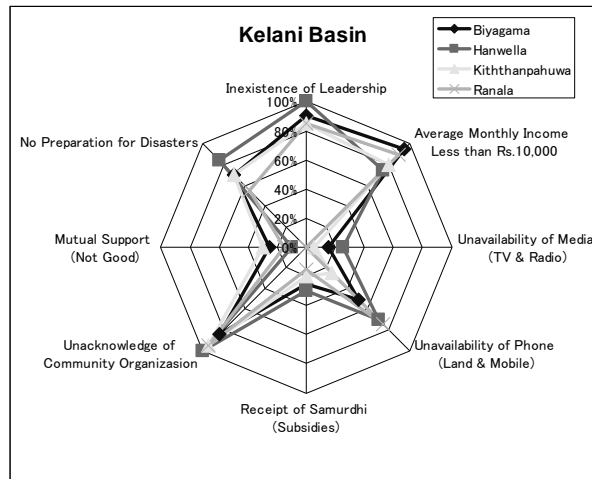 Kelani Basin
Biyagama
Hanwella
Kiththanpahuwa
Ranala
Inexistence of Leadership
100%
80%
60%
40%
20%
0%
Average Monthly Income
Less than Rs.10,000
Unavailability of Media
(TV & Radio)
Unavailability of Phone
(Land & Mobile)
Receipt of Samurdhi
(Subsidies)
Unacknowledge of
Community Organizasion
Mutual Support
(Not Good)
No Preparation for Disasters